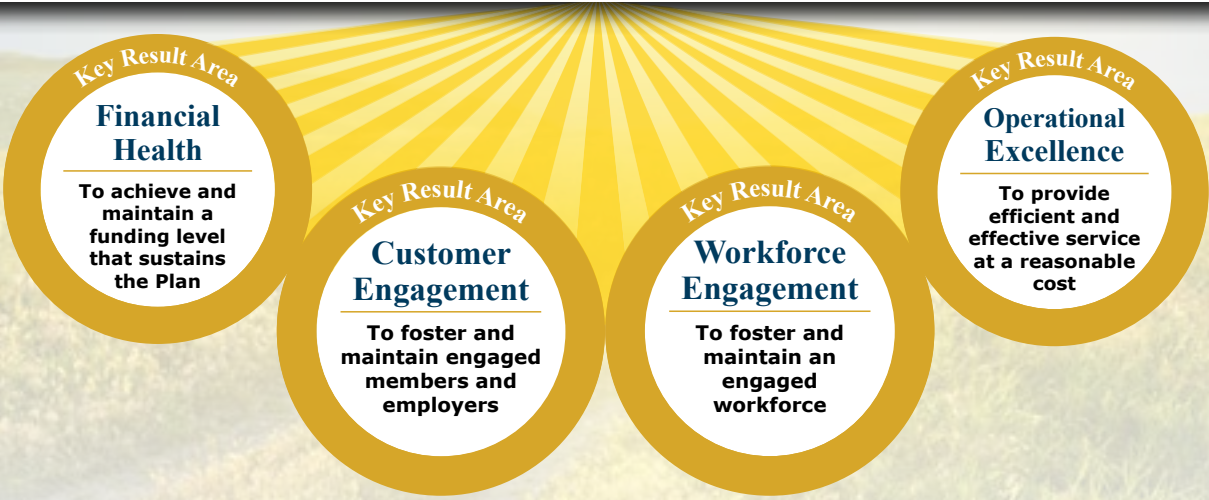 Key Result Area
Financial
Health
To achieve and
maintain a
funding level
that sustains
the Plan
Key Result Area
Customer
Engagement
To foster and
maintain engaged
members and
employers
Key Result Area
Workforce
Engagement
To foster and
maintain an
engaged
workforce
Key Result Area
Operational
Excellence
To provide
efficient and
effective service
at a reasonable
cost